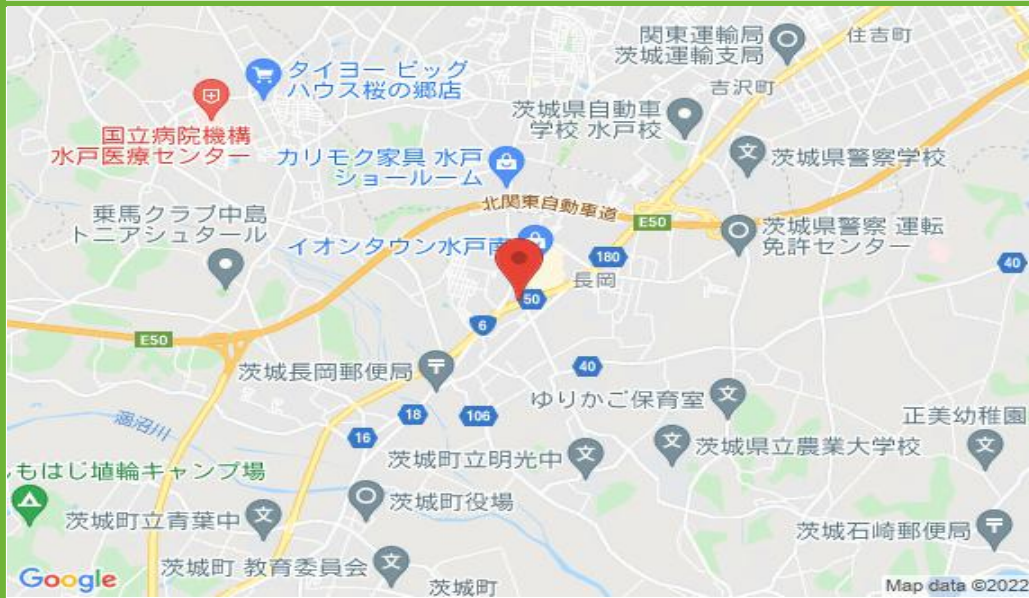 関東運輸局
茨城運輸支局
住吉町
タイヨー ビッグ
ハウス桜の郷店
吉沢町
国立病院機構
水戸医療センター
茨城県自動車
学校 水戸校
カリモク家具 水戸
ショールーム
茨城県警察学校
北関東自動車道
乗馬クラブ中島
トニアシュタール
E50
茨城県警察 運転
免許センター
イオンタウン水戸南
180
40
長岡
50
6
E50
茨城長岡郵便局
40
ゆりかご保育室
18
106
正美幼稚園
涸沼川
16
茨城県立農業大学校
茨城町立明光中
もはじ埴輪キャンプ場
茨城町役場
茨城町立青葉中
茨城石崎郵便局
茨城町 教育委員会
Google
茨城町
Map data ©2022